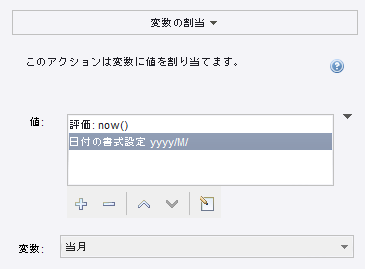 変数の割当
このアクションは変数に値を割り当てます。
値:
評価: now()
日付の書式設定 yyyy/M/
変数:
当月